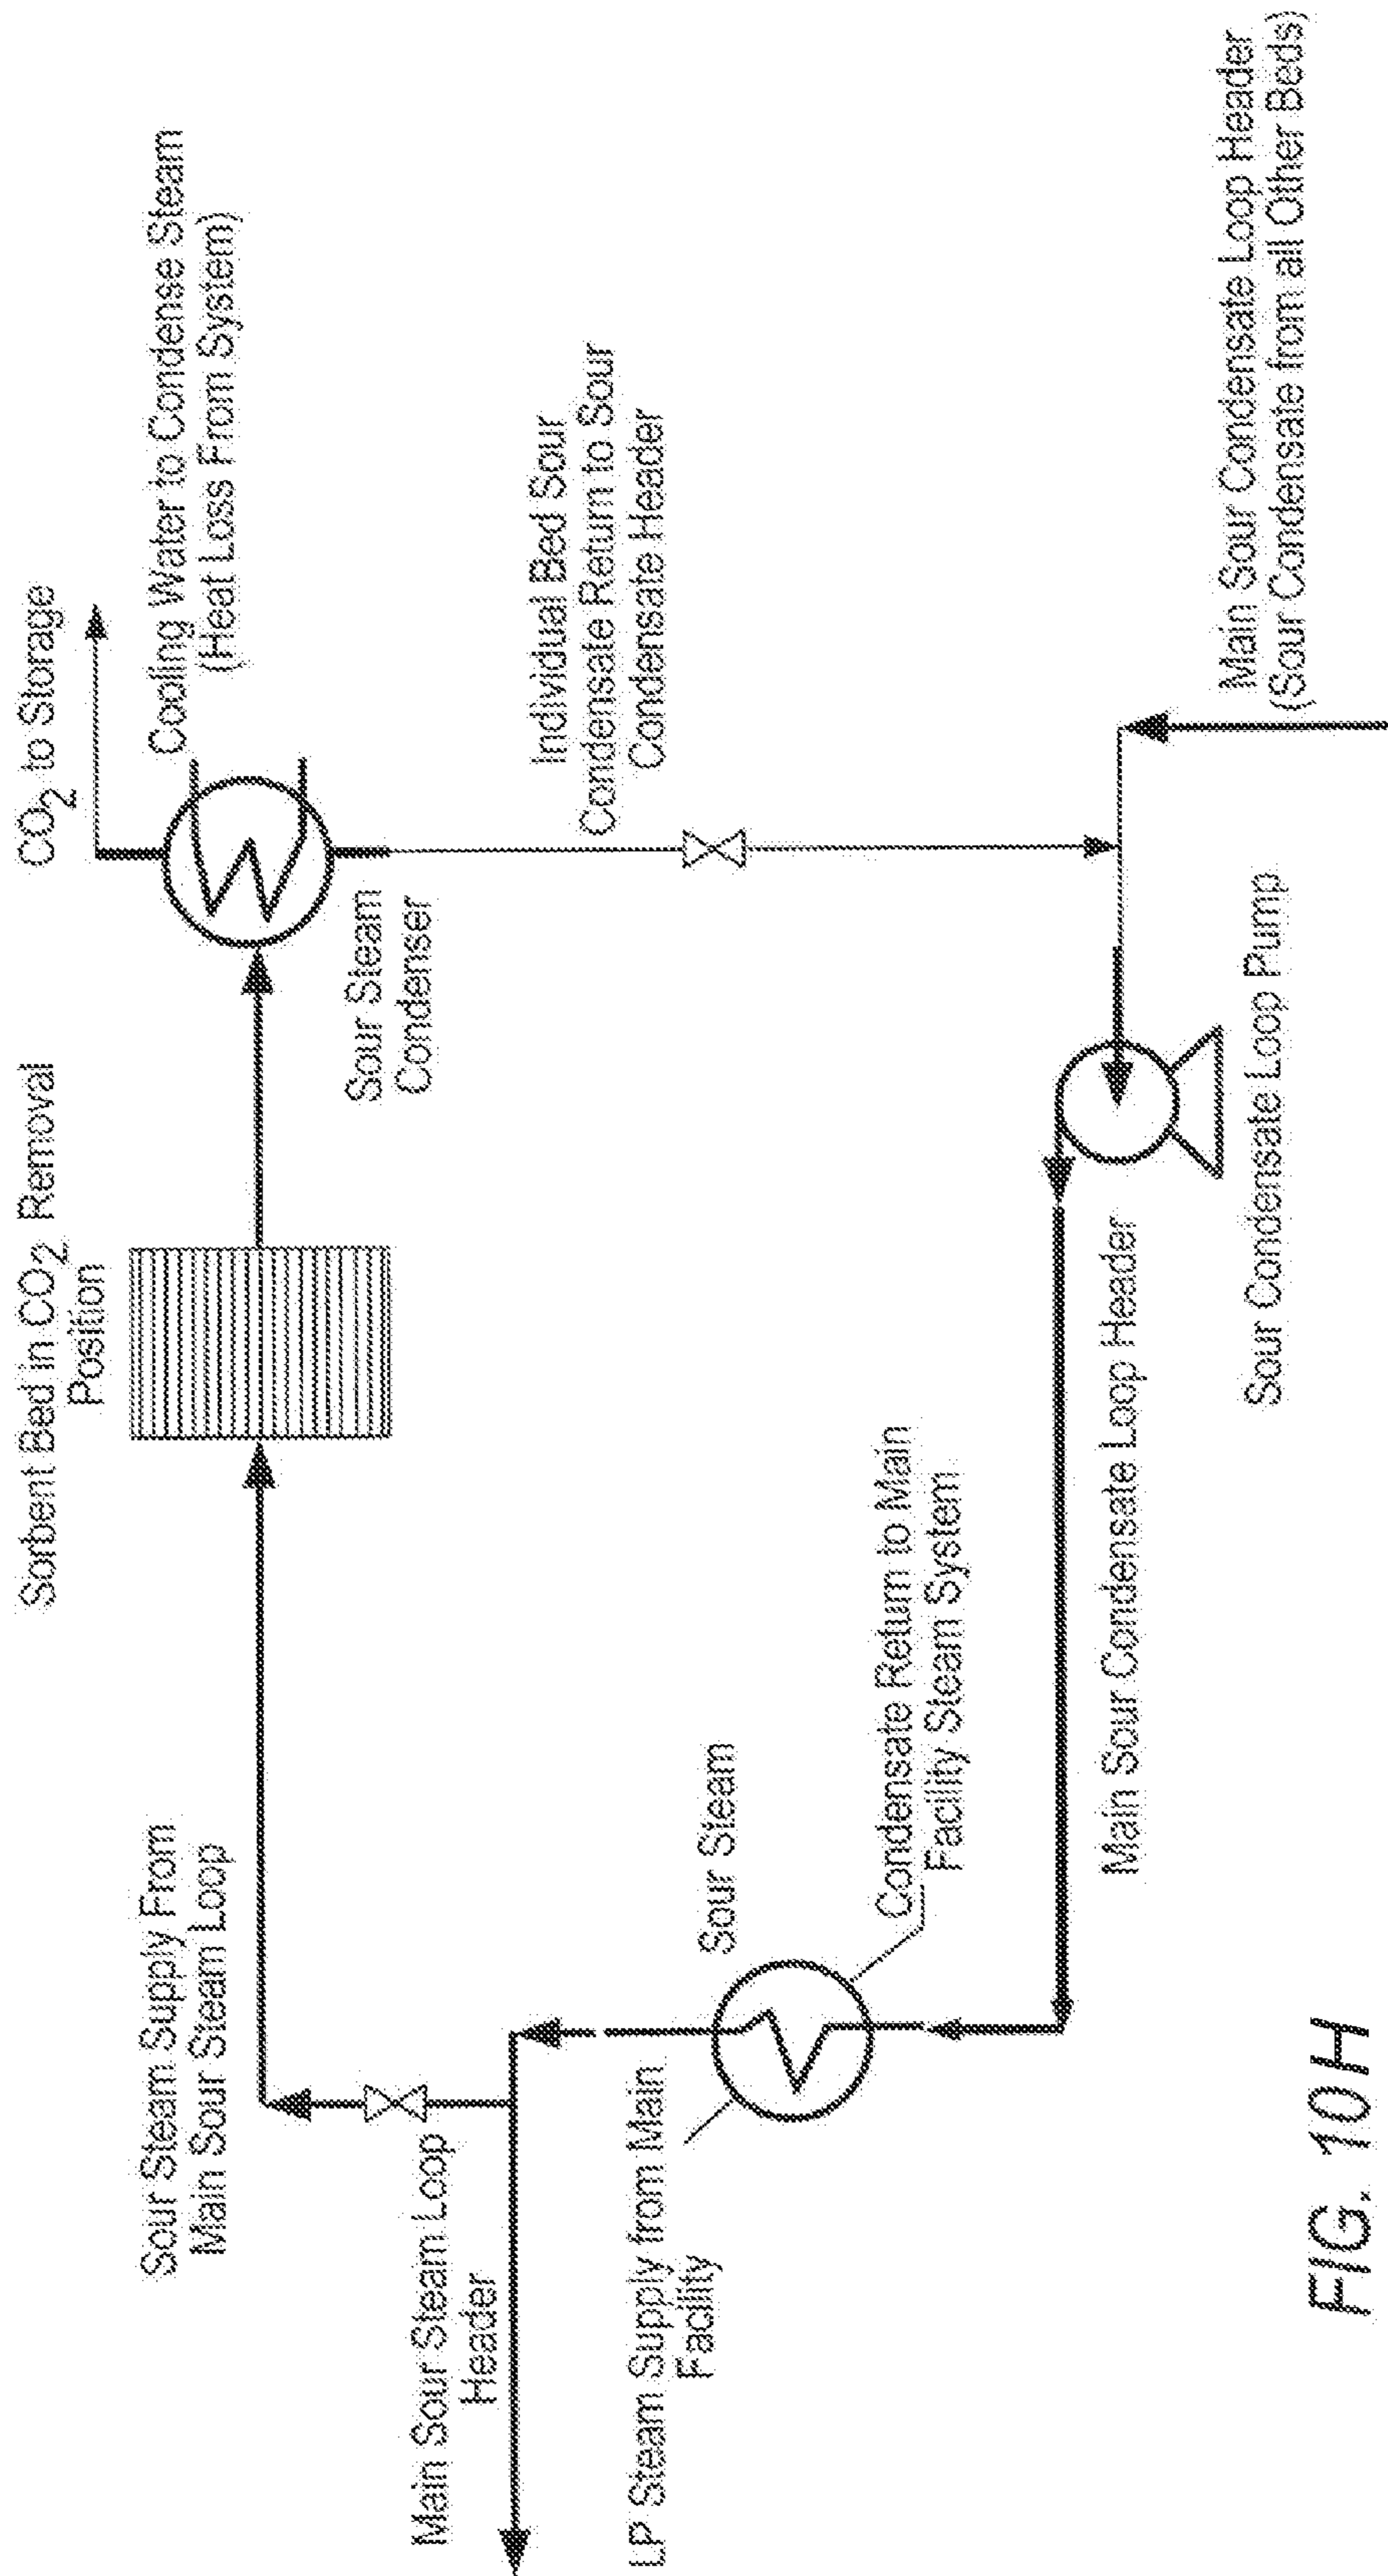 Sorbent Bed in CO2 Removal
Position
CO2 to Storage
Cooling Water to Condense Steam
(Heat Loss From System)
Sour Steam Supply From
Main Sour Steam Loop
Sour Steam
Condenser
Main Sour Steam Loop
Header
Individual Bed Sour
Condensate Return to Sour
Condensate Header
LP Steam Supply from Main
Facility
Sour Steam
Condensate Return to Main
Facility Steam System
Main Sour Condensate Loop Header
Sour Condensate Loop Pump
Main Sour Condensate Loop Header
(Sour Condensate from all Other Beds)
FIG. 10H